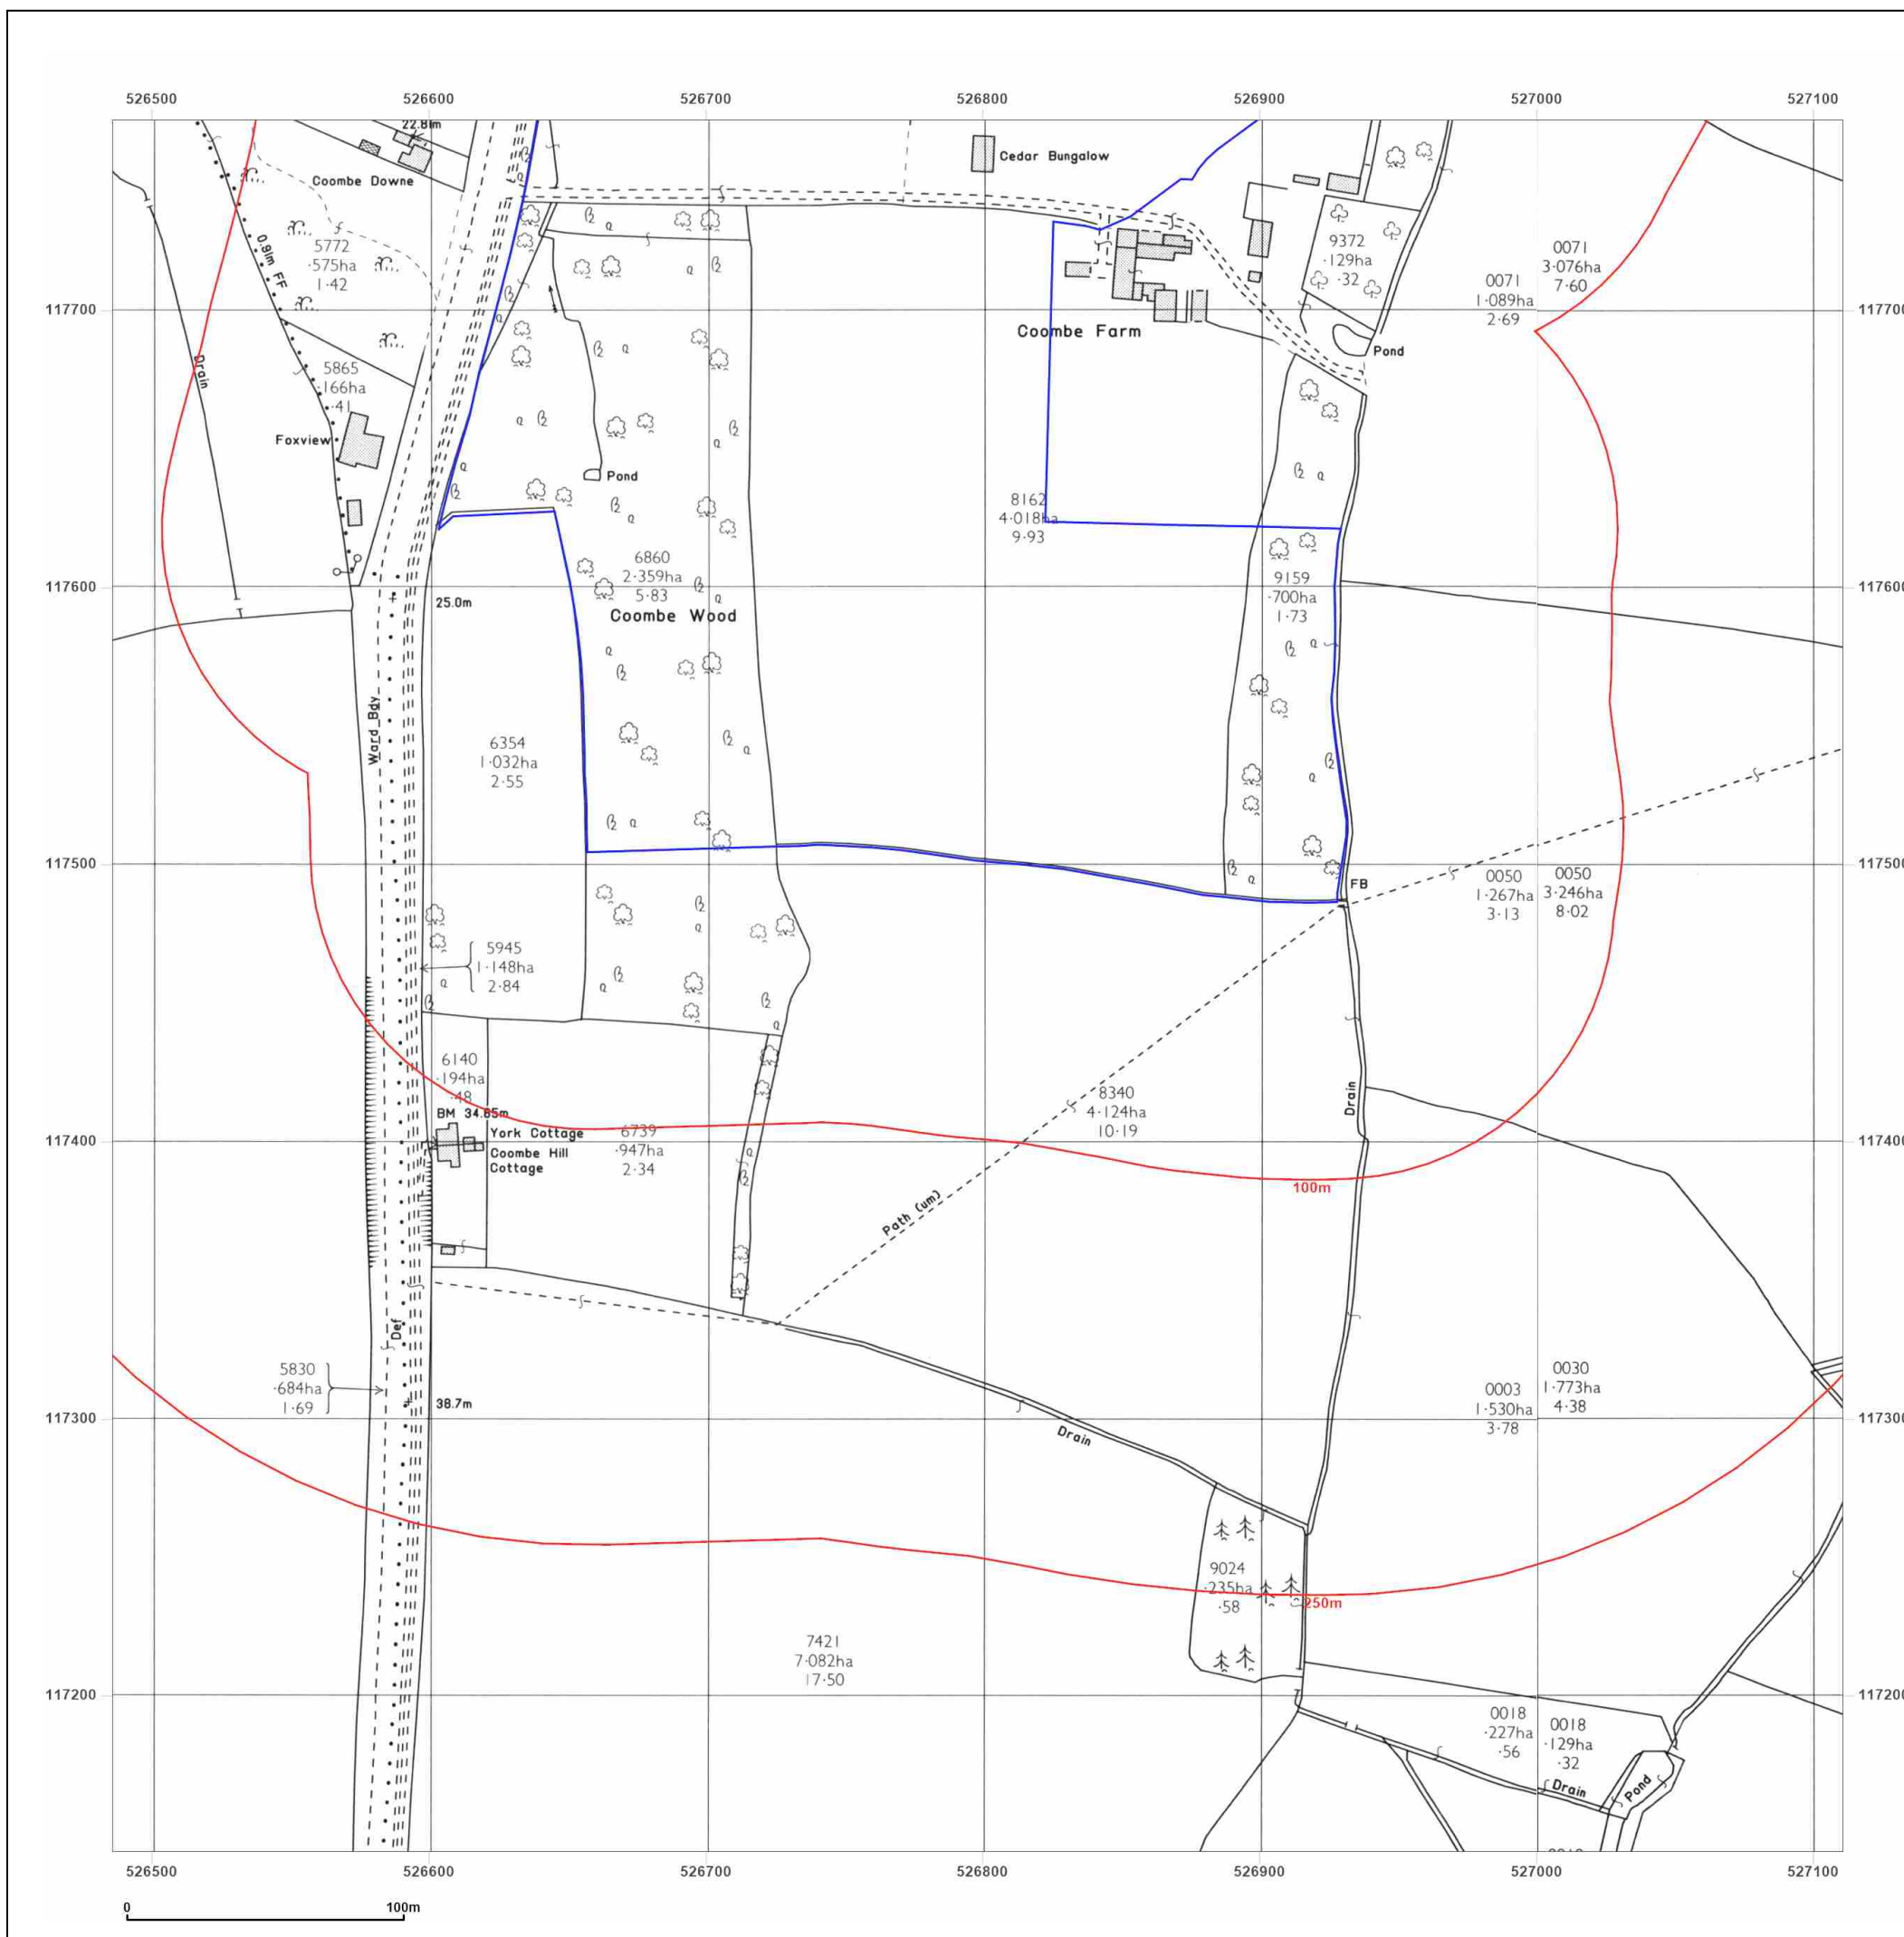 526500 526600 526700 526800 526900 527000 527100
22.81m
Coombe Downe
Cedar Bungalow
5772
·575ha
1·42
0.91m FF
9372
·129ha
·32
0071
3·076ha
7·60
0071
1·089ha
2·69
117700
117700
Drain
Coombe Farm
Pond
5865
·166ha
·41
Foxview
Pond
8162
4·018ha
9·93
6860
2·359ha
5·83
Coombe Wood
9159
·700ha
1·73
117600
117600
25.0m
Ward Bdy
6354
1·032ha
2·55
117500
117500
FB
0050
1·267ha
3·13
0050
3·246ha
8·02
5945
1·148ha
2·84
6140
·194ha
·48
BM 34.85m
York Cottage
Coombe Hill
Cottage
6739
·947ha
2·34
8340
4·124ha
10·19
Drain
117400
117400
100m
Path (um)
Def
5830
·684ha
1·69
38.7m
0003
1·530ha
3·78
0030
1·773ha
4·38
117300
117300
Drain
9024
·235ha
·58
250m
7421
7·082ha
17·50
117200
117200
0018
·227ha
·56
0018
·129ha
·32
Drain
Pond
526500 526600 526700 526800 526900 527000 527100
0 100m